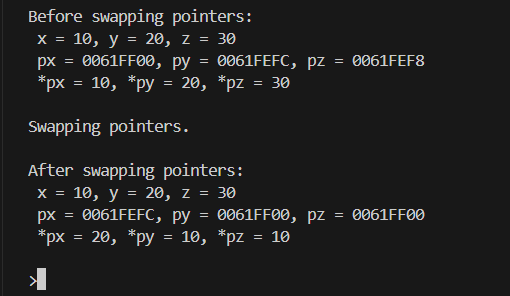 Before swapping pointers:
x = 10, y = 20, z = 30
px = 0061FF00, py = 0061FEFC, pz = 0061FEF8
*px = 10, *py = 20, *pz = 30
Swapping pointers.
After swapping pointers:
x = 10, y = 20, z = 30
px = 0061FEFC, py = 0061FF00, pz = 0061FF00
*px = 20, *py = 10, *pz = 10
>